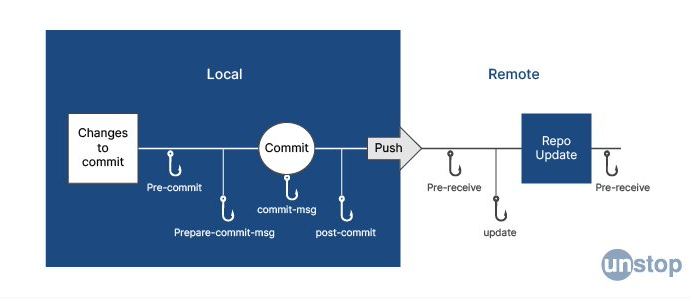 Local
Remote
Changes
to
commit
Commit
Push
Repo
Update
Pre-commit
Prepare-commit-msg
commit-msg
post-commit
Pre-receive
update
Pre-receive
unstop